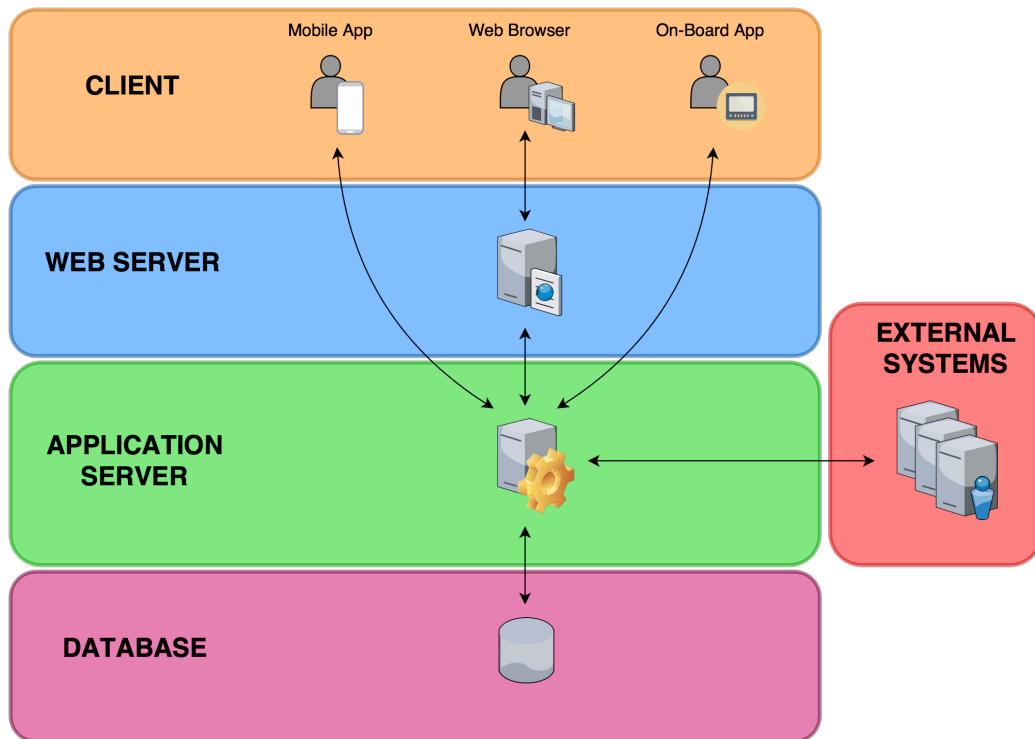 Mobile App
Web Browser
On-Board App
CLIENT
WEB SERVER
EXTERNAL
SYSTEMS
APPLICATION
SERVER
DATABASE